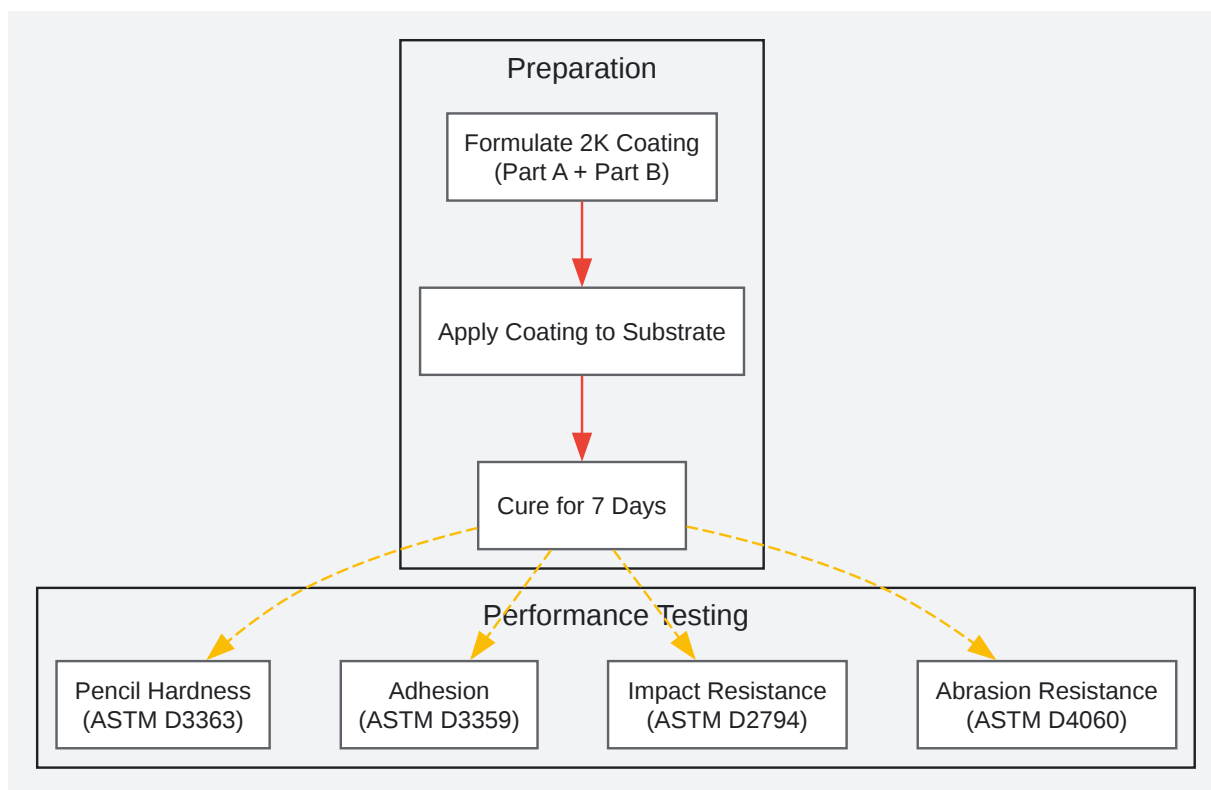 Preparation
Formulate 2K Coating
(Part A + Part B)
Apply Coating to Substrate
Cure for 7 Days
Performance Testing
Pencil Hardness
(ASTM D3363)
Adhesion
(ASTM D3359)
Impact Resistance
(ASTM D2794)
Abrasion Resistance
(ASTM D4060)